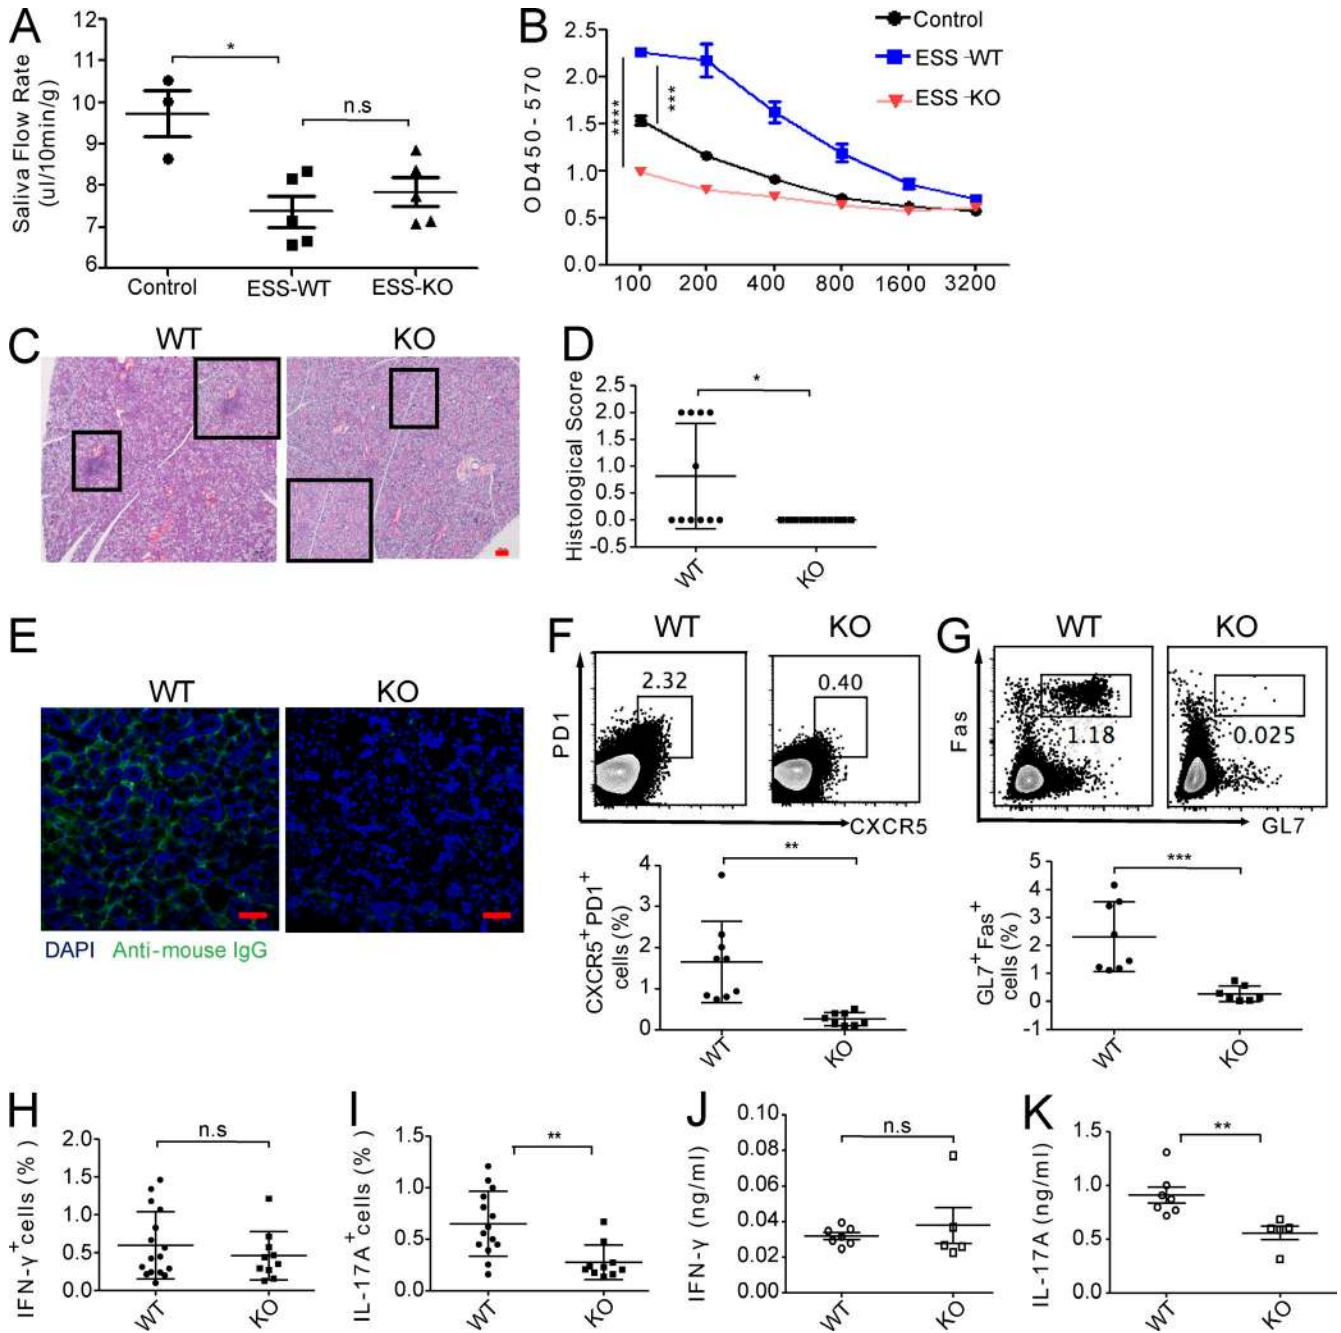 A
Saliva Flow Rate
(ul/10min/g)
12
11
10
9
8
7
6
*
n.s
Control
ESS-WT
ESS-KO
B
OD450-570
2.5
2.0
1.5
1.0
0.5
0.0
****
***
100
200
400
800
1600
3200
Control
ESS-WT
ESS-KO
C
WT
KO
D
Histological Score
2.5
2.0
1.5
1.0
0.5
0.0
-0.5
*
WT
KO
E
WT
KO
DAPI Anti-mouse IgG
F
WT
KO
PD1
2.32
0.40
CXCR5
CXCR5+PD1+
cells (%)
4
3
2
1
0
**
WT
KO
G
WT
KO
Fas
1.18
0.025
GL7
GL7+Fas+
cells (%)
5
4
3
2
1
0
-1
***
WT
KO
H
IFN-γ+cells (%)
2.0
1.5
1.0
0.5
0.0
n.s
WT
KO
I
IL-17A+cells (%)
1.5
1.0
0.5
0.0
**
WT
KO
J
IFN-γ (ng/ml)
0.10
0.08
0.06
0.04
0.02
0.00
n.s
WT
KO
K
IL-17A (ng/ml)
1.5
1.0
0.5
0.0
**
WT
KO